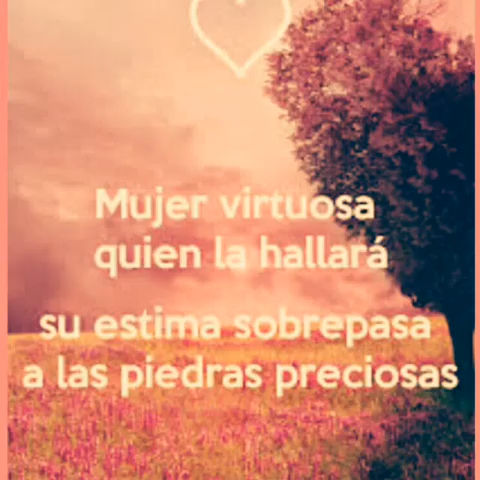 Mujer virtuosa
quien la hallará
su estima sobrepasa
a las piedras preciosas